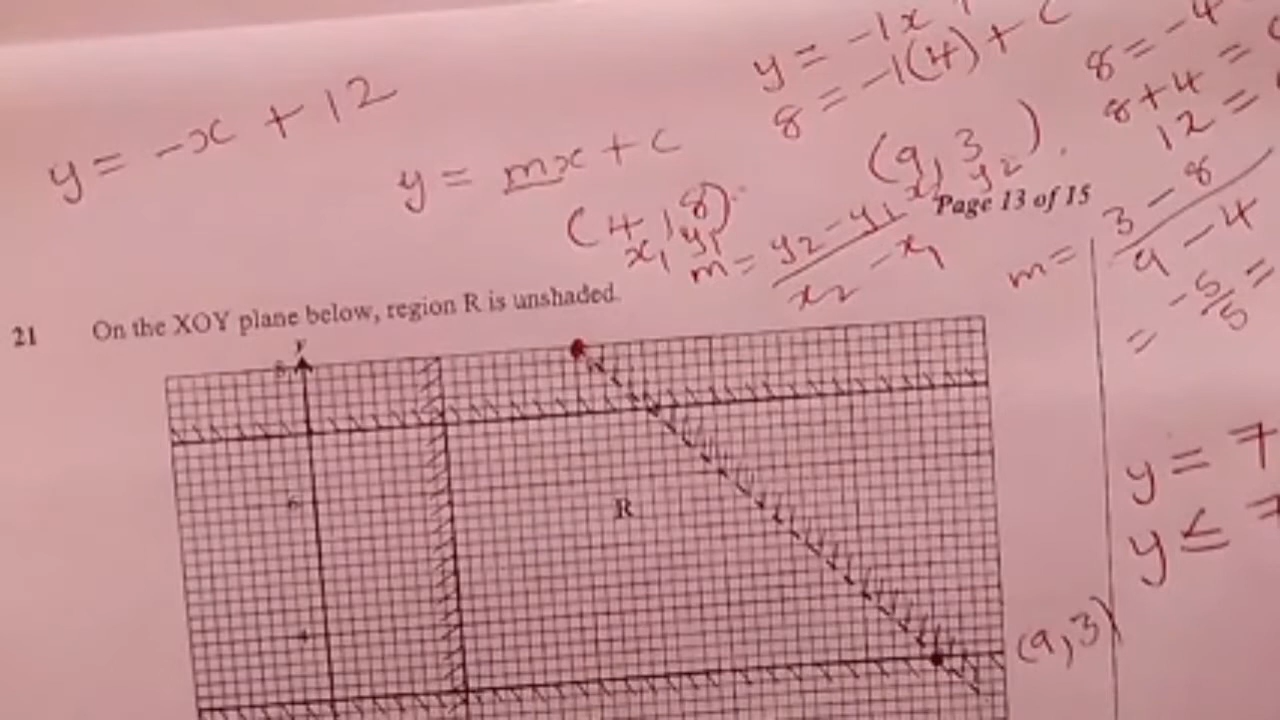 y = -x + 12
y = mx + c
(4, 8)
x₁ y₁
m = y₂ - y₁
x₂ - x₁
y = -1x
8 = -1(4) + c
(9, 3)
y₂
8 = -4
8 + 4 =
12 =
Page 13 of 15
m = 3 - 8
9 - 4
= -5/5 =
21 On the XOY plane below, region R is unshaded.
y
R
y = 7
y ≤ 7
(9, 3)